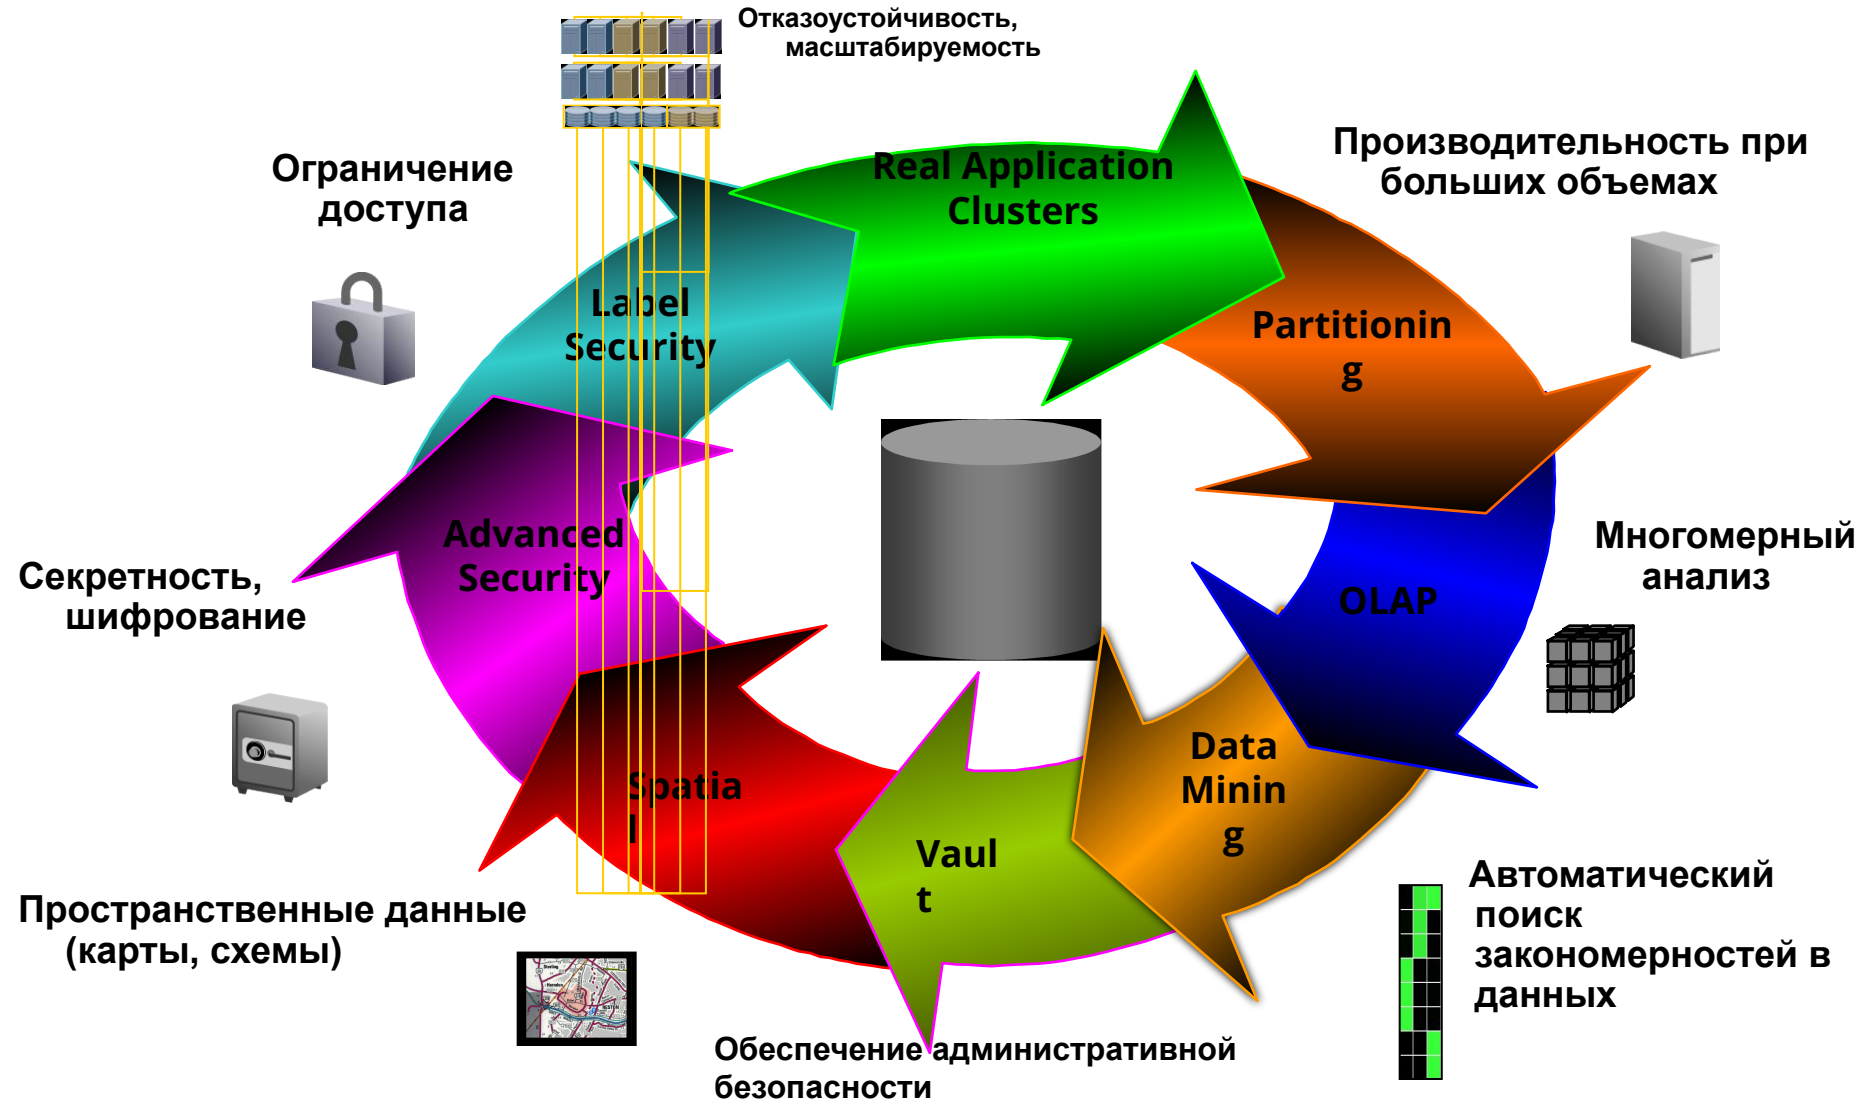 Отказоустойчивость,
масштабируемость
Real Application
Clusters
Производительность при
больших объемах
Ограничение
доступа
Label
Security
Partitionin
g
Advanced
Security
Многомерный
анализ
OLAP
Секретность,
шифрование
Data
Minin
g
Spatia
l
Vaul
t
Автоматический
поиск
закономерностей в
данных
Пространственные данные
(карты, схемы)
Обеспечение административной
безопасности